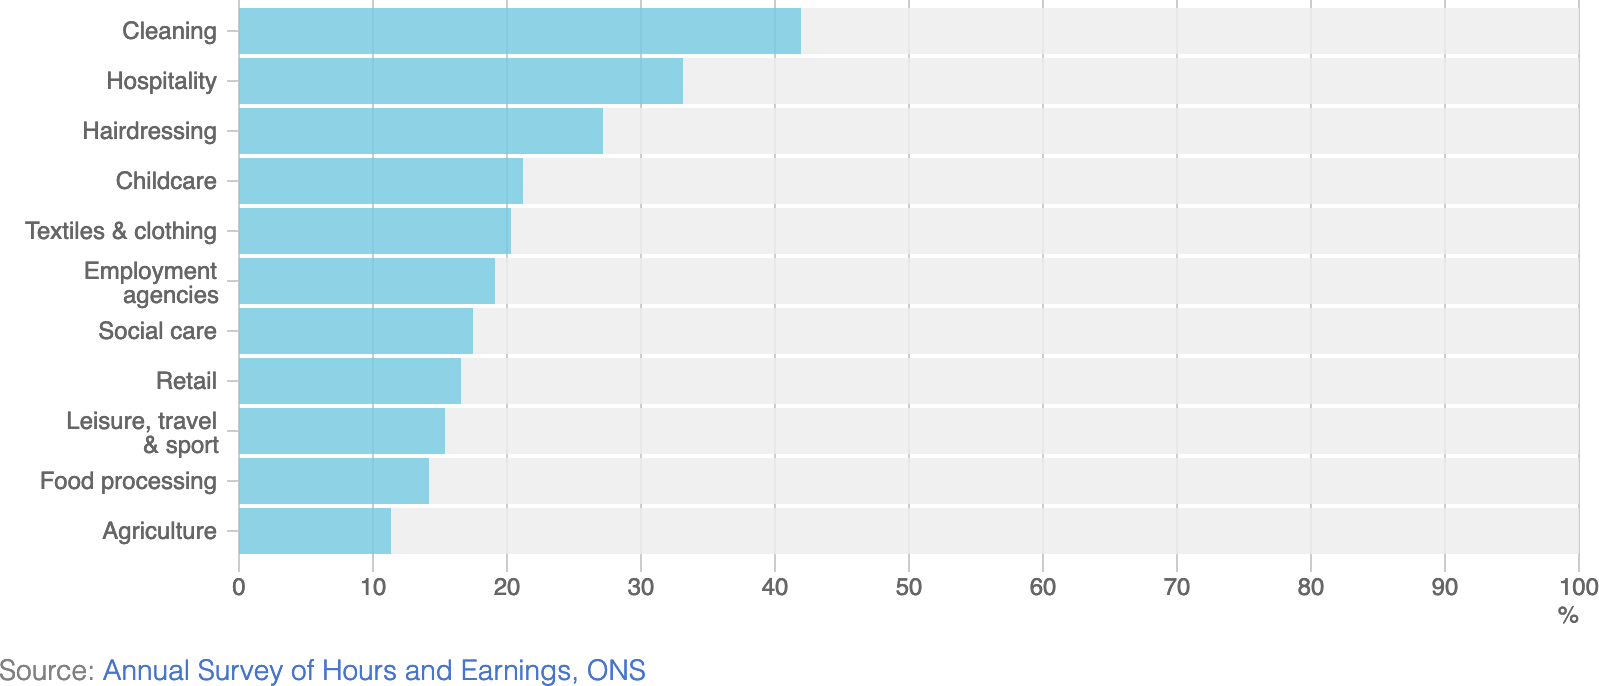 Cleaning
Hospitality
Hairdressing
Childcare
Textiles & clothing
Employment
agencies
Social care
Retail
Leisure, travel
& sport
Food processing
Agriculture
0 10 20 30 40 50 60 70 80 90 100
%
Source: Annual Survey of Hours and Earnings, ONS